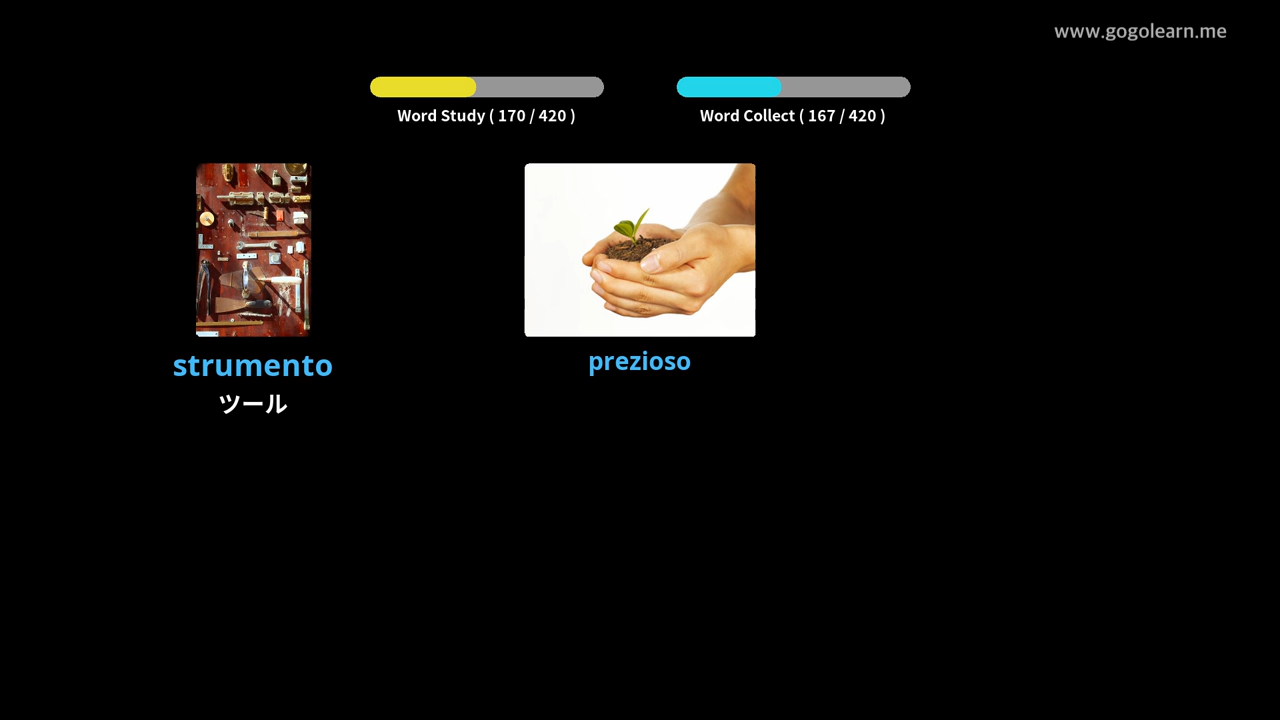 www.gogolearn.me
Word Study ( 170 / 420 )
Word Collect ( 167 / 420 )
strumento
ツール
prezioso